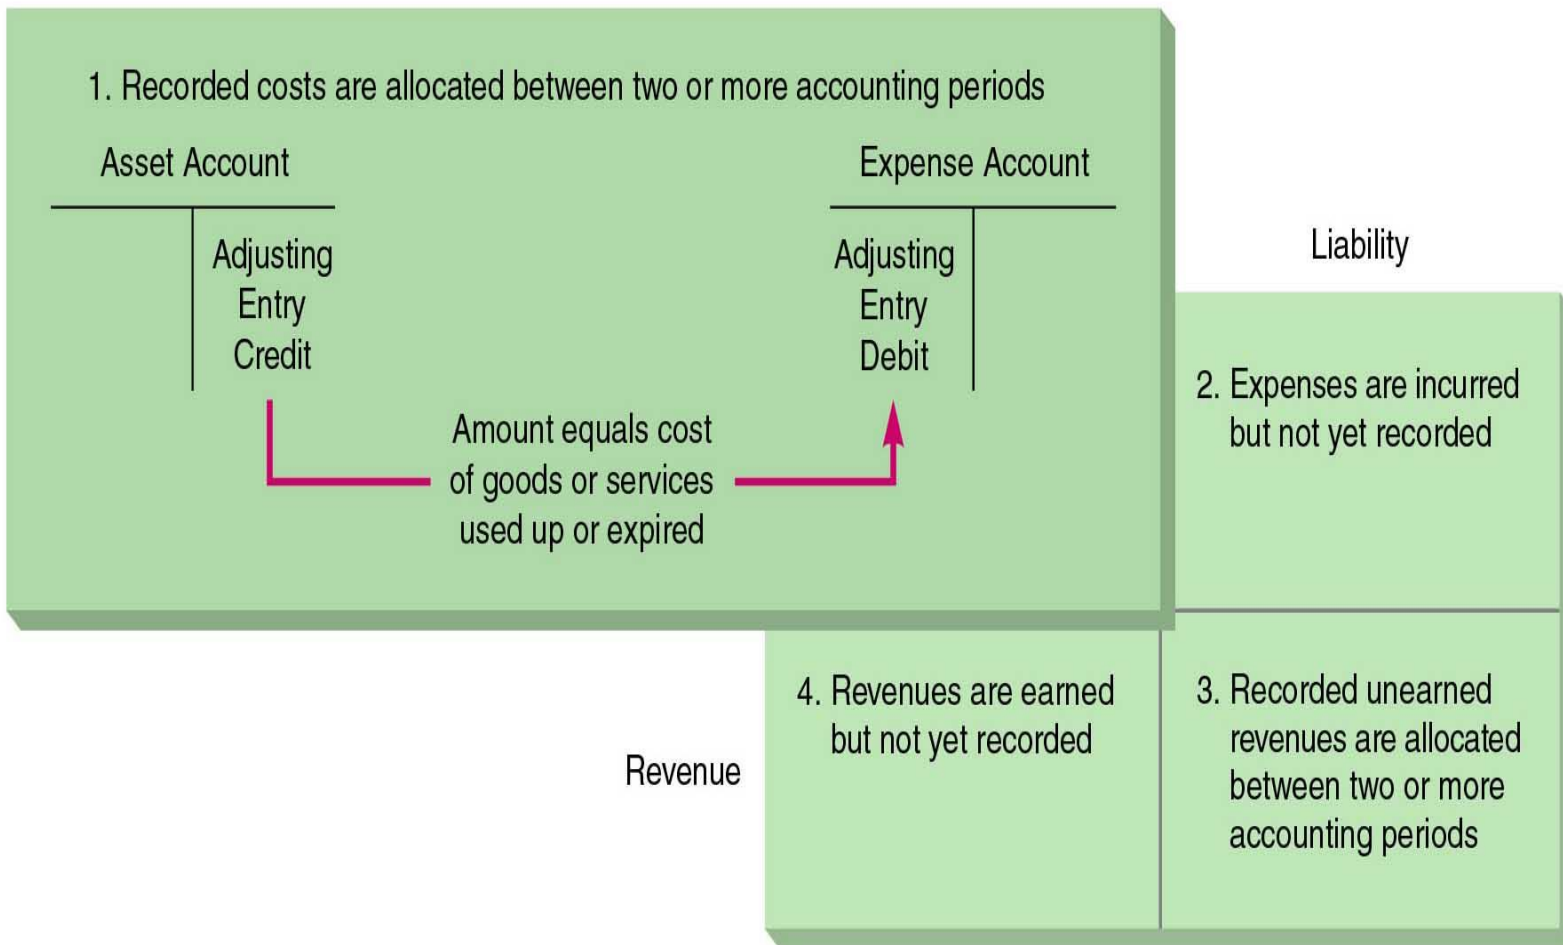 1. Recorded costs are allocated between two or more accounting periods
Asset Account
Adjusting
Entry
Credit
Expense Account
Adjusting
Entry
Debit
Amount equals cost
of goods or services
used up or expired
Liability
2. Expenses are incurred
but not yet recorded
Revenue
4. Revenues are earned
but not yet recorded
3. Recorded unearned
revenues are allocated
between two or more
accounting periods